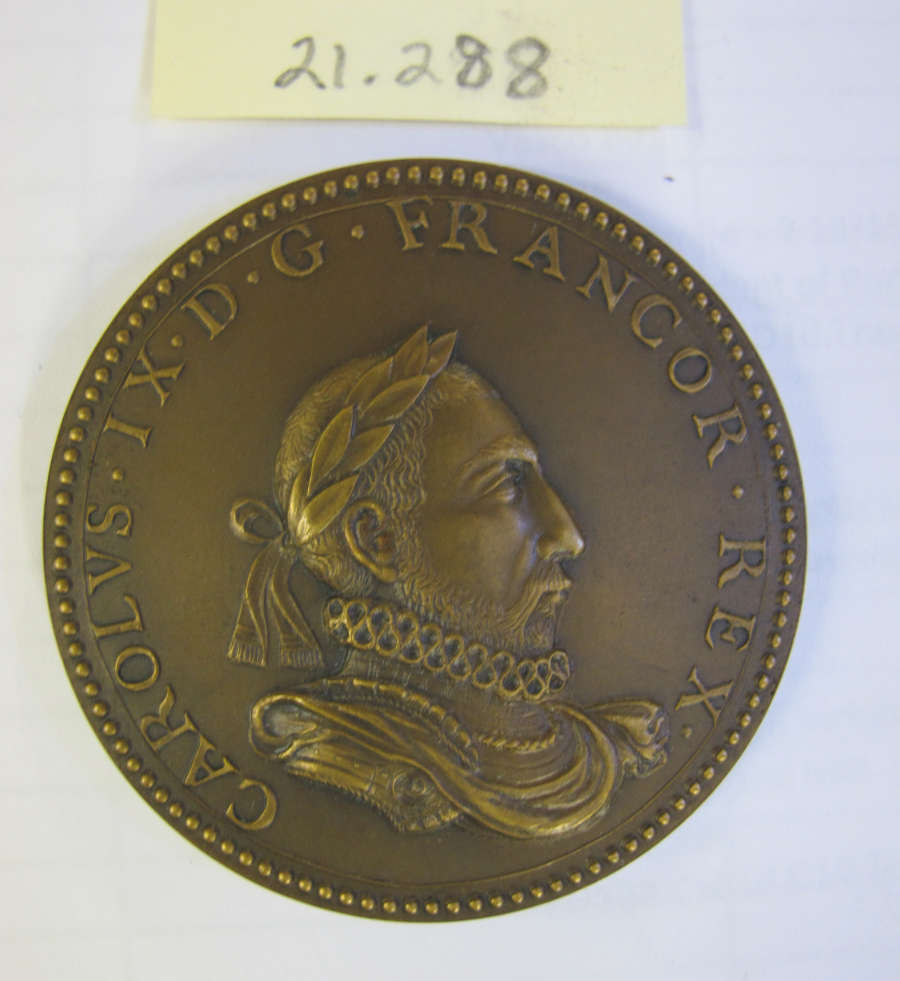 21.288
CAROLVS · IX · D · G · FRANCOR · REX ·